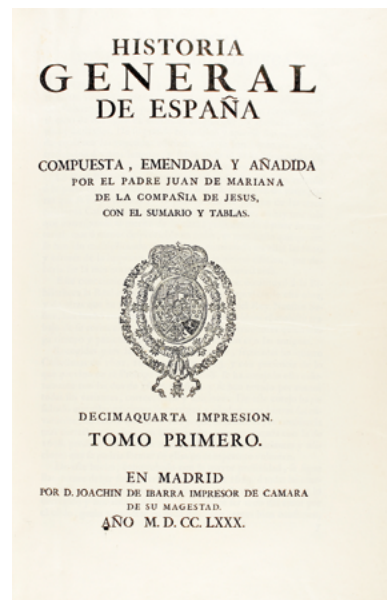 HISTORIA
GENERAL
DE ESPAÑA
COMPUESTA, EMENDADA Y AÑADIDA
POR EL PADRE JUAN DE MARIANA
DE LA COMPAÑIA DE JESUS,
CON EL SUMARIO Y TABLAS.
DECIMAQUARTA IMPRESION.
TOMO PRIMERO.
EN MADRID
POR D. JOACHIN DE IBARRA IMPRESOR DE CAMARA
DE SU MAGESTAD.
AÑO M. D. CC. LXXX.